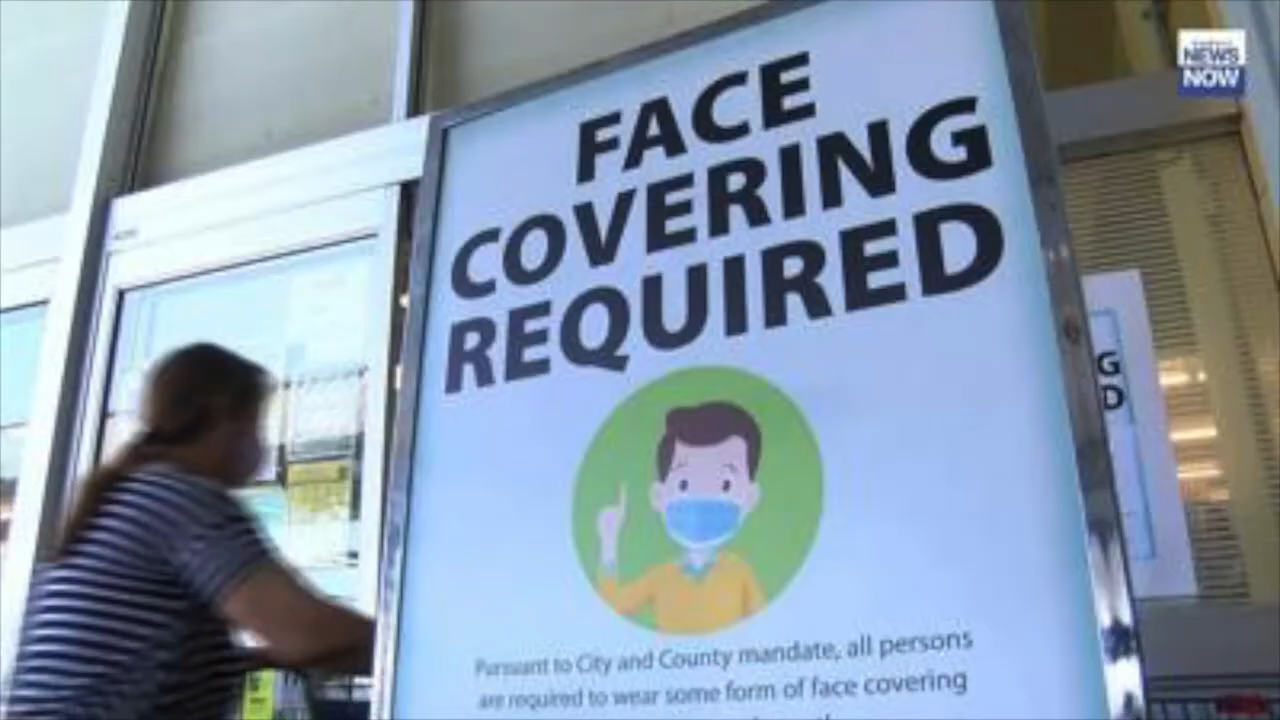 NEWS
NOW
FACE
COVERING
REQUIRED
G
D
Pursuant to City and County mandate, all persons
are required to wear some form of face covering